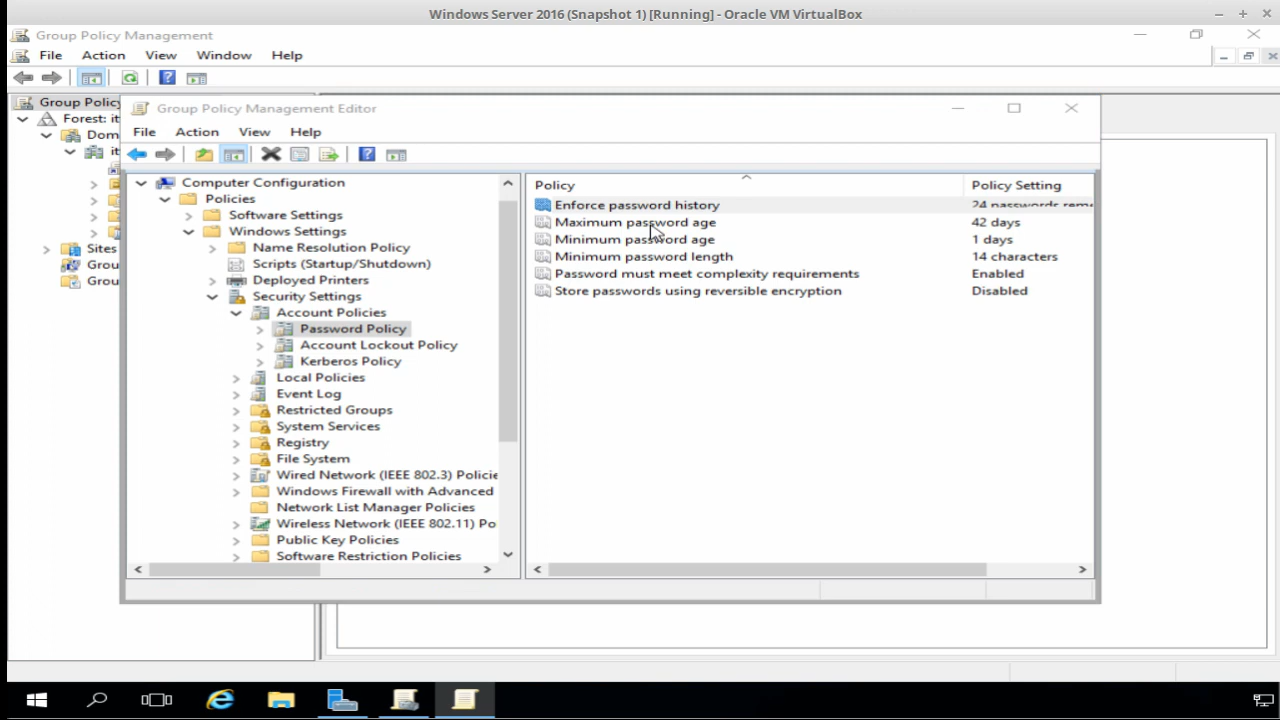 Windows Server 2016 (Snapshot 1) [Running] - Oracle VM VirtualBox
Group Policy Management
File Action View Window Help
Group Policy
Forest: it
Dom
it
Sites
Grou
Grou
Group Policy Management Editor
File Action View Help
Computer Configuration
Policies
Software Settings
Windows Settings
Name Resolution Policy
Scripts (Startup/Shutdown)
Deployed Printers
Security Settings
Account Policies
Password Policy
Account Lockout Policy
Kerberos Policy
Local Policies
Event Log
Restricted Groups
System Services
Registry
File System
Wired Network (IEEE 802.3) Policie
Windows Firewall with Advanced
Network List Manager Policies
Wireless Network (IEEE 802.11) Po
Public Key Policies
Software Restriction Policies
Policy Policy Setting
Enforce password history 24 passwords reme
Maximum password age 42 days
Minimum password age 1 days
Minimum password length 14 characters
Password must meet complexity requirements Enabled
Store passwords using reversible encryption Disabled